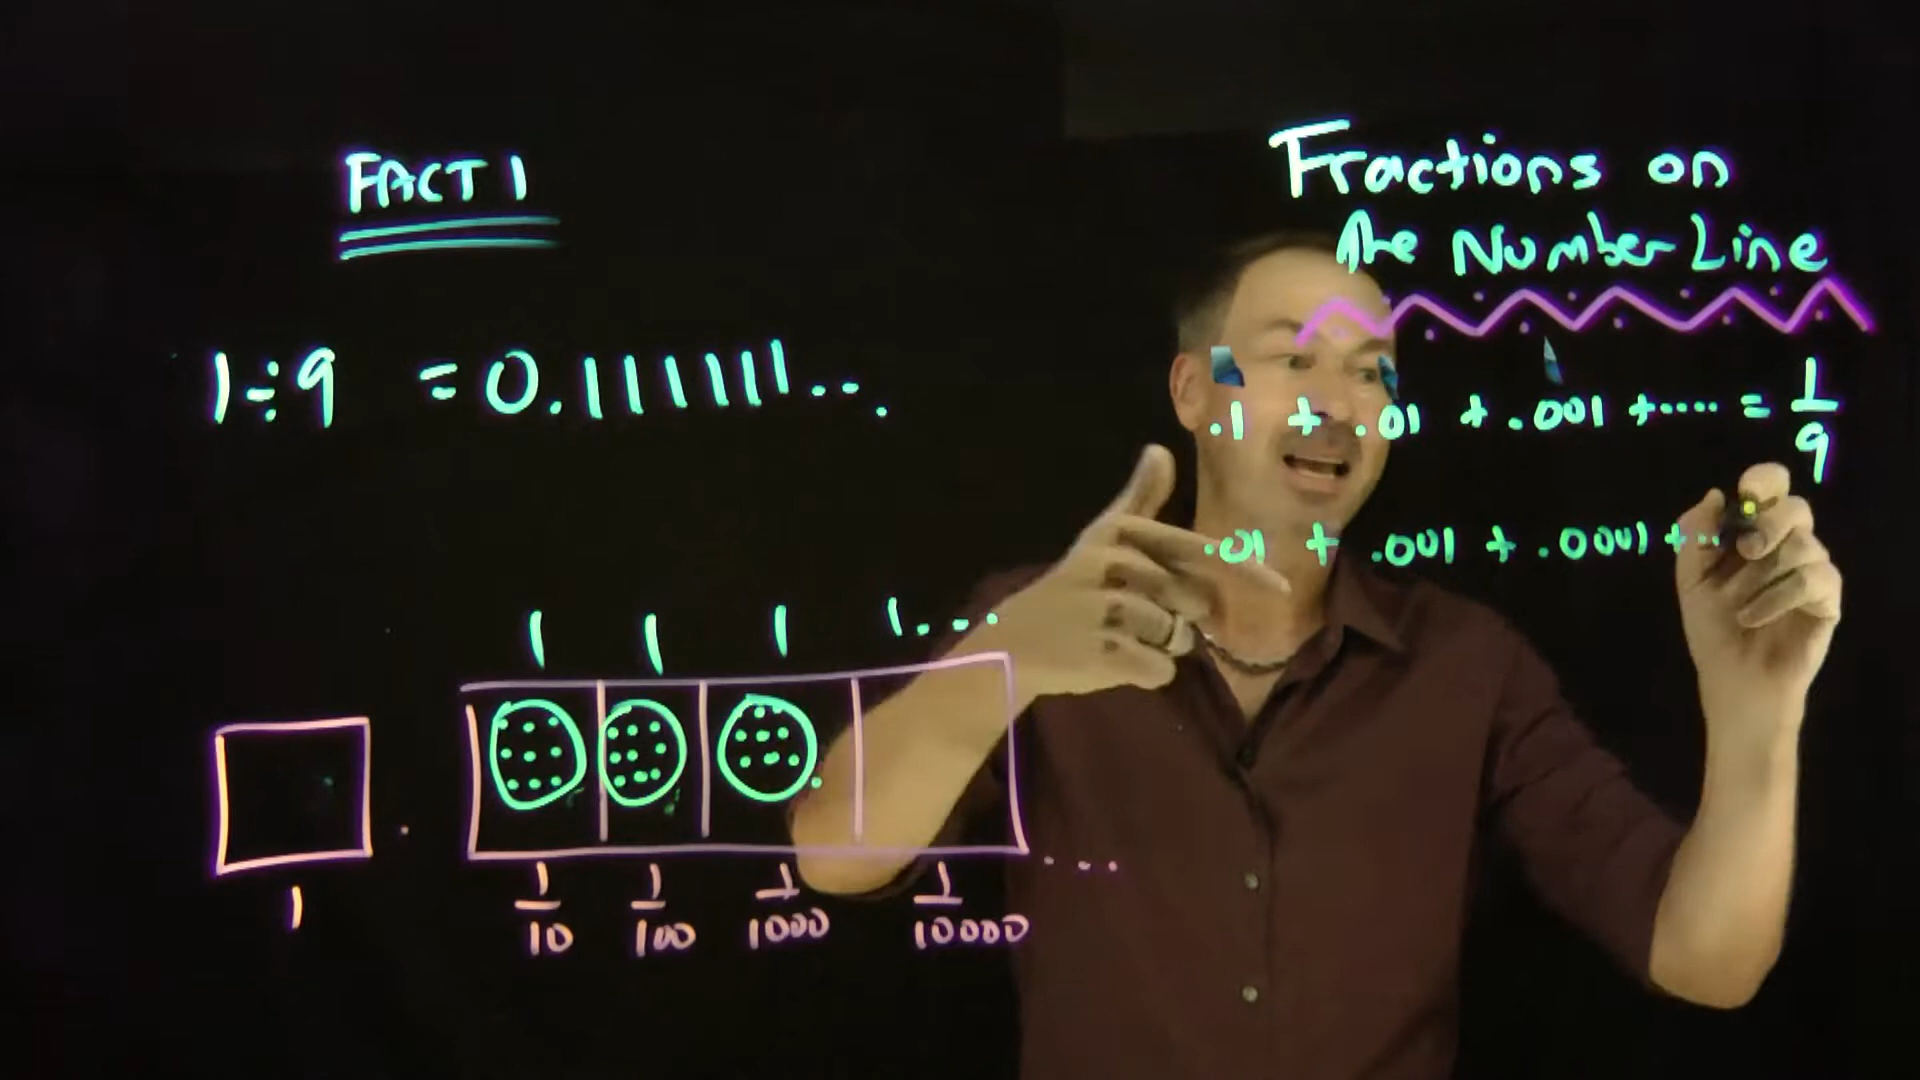 FACT 1
Fractions on
the Number Line
1÷9 = 0.1111111...
.1 + .01 + .001 +.... = 1/9
.01 + .001 + .0001 +..
1 1 1 1...
1 . 1/10 1/100 1/1000 1/10000 ...